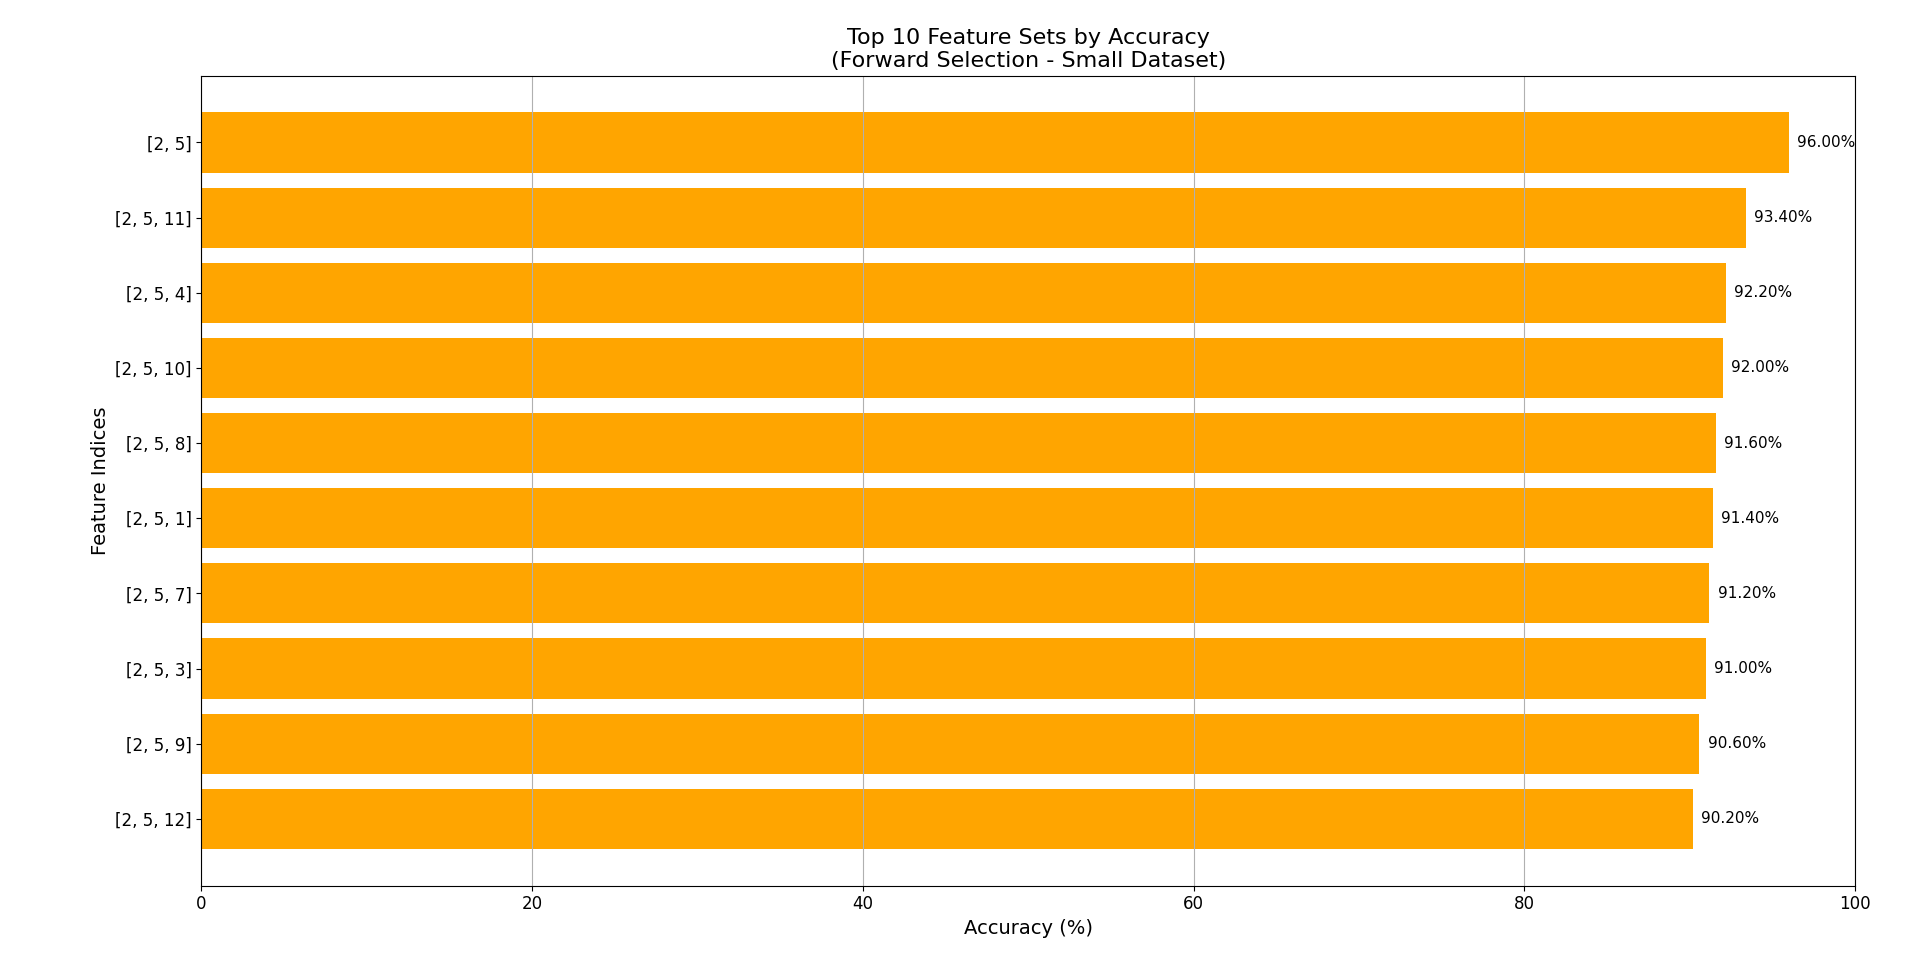 Top 10 Feature Sets by Accuracy
(Forward Selection - Small Dataset)
Feature Indices
[2, 5] 96.00%
[2, 5, 11] 93.40%
[2, 5, 4] 92.20%
[2, 5, 10] 92.00%
[2, 5, 8] 91.60%
[2, 5, 1] 91.40%
[2, 5, 7] 91.20%
[2, 5, 3] 91.00%
[2, 5, 9] 90.60%
[2, 5, 12] 90.20%
0 20 40 60 80 100
Accuracy (%)